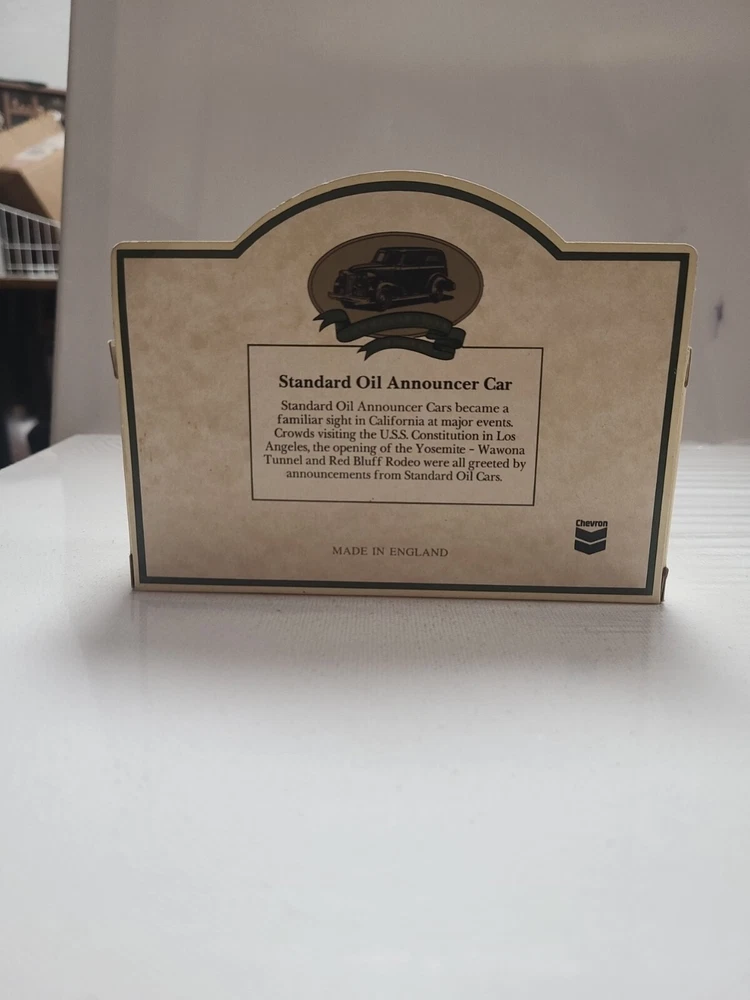 Standard Oil Announcer Car
Standard Oil Announcer Cars became a
familiar sight in California at major events.
Crowds visiting the U.S.S. Constitution in Los
Angeles, the opening of the Yosemite - Wawona
Tunnel and Red Bluff Rodeo were all greeted by
announcements from Standard Oil Cars.
MADE IN ENGLAND
Chevron